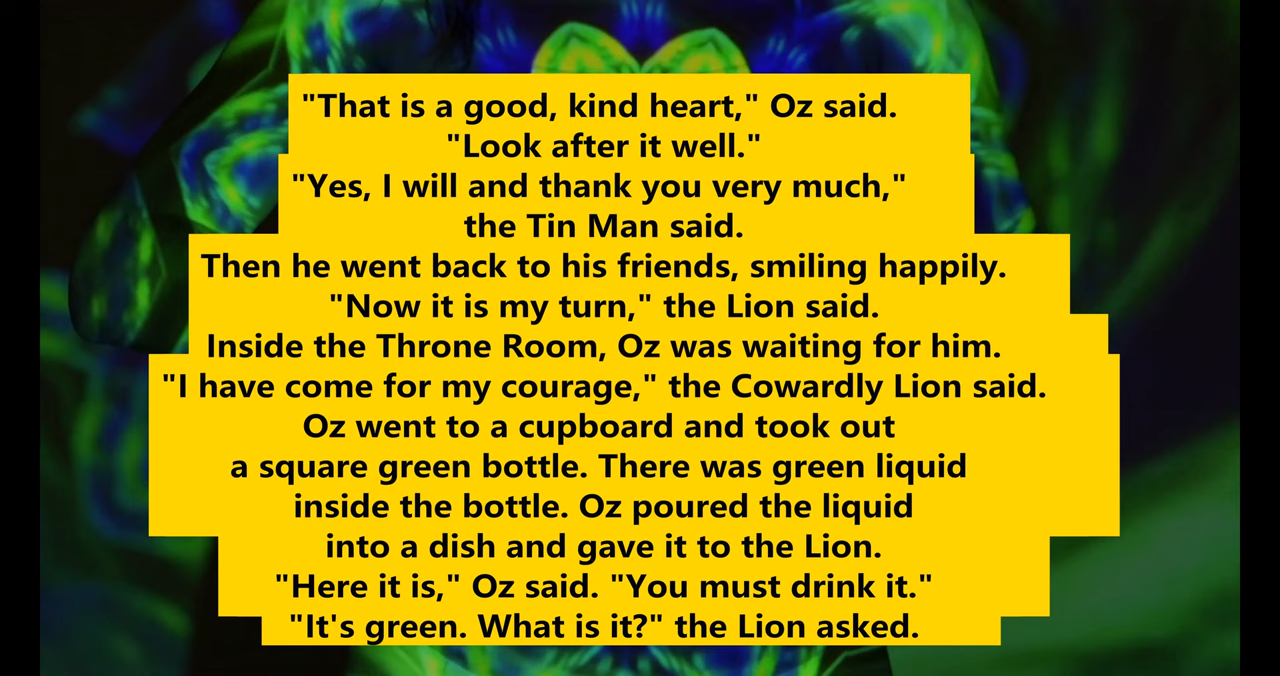 "That is a good, kind heart," Oz said.
"Look after it well."
"Yes, I will and thank you very much,"
the Tin Man said.
Then he went back to his friends, smiling happily.
"Now it is my turn," the Lion said.
Inside the Throne Room, Oz was waiting for him.
"I have come for my courage," the Cowardly Lion said.
Oz went to a cupboard and took out
a square green bottle. There was green liquid
inside the bottle. Oz poured the liquid
into a dish and gave it to the Lion.
"Here it is," Oz said. "You must drink it."
"It's green. What is it?" the Lion asked.